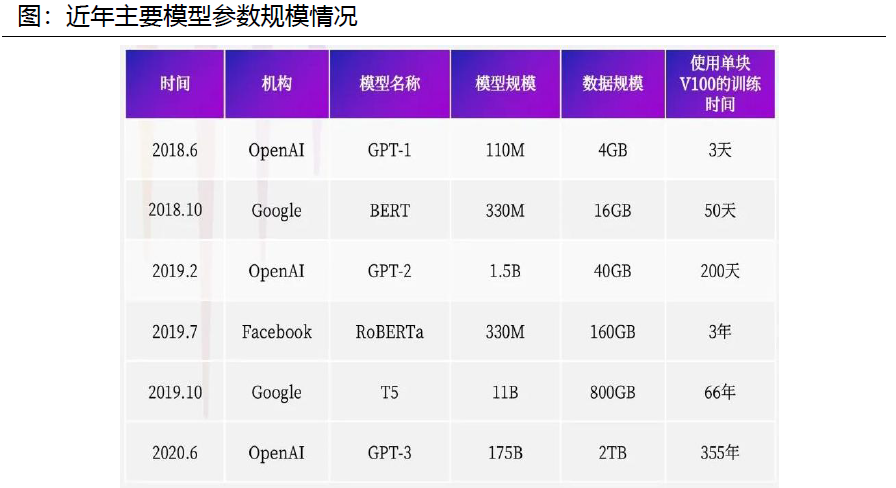 图：近年主要模型参数规模情况
时间 机构 模型名称 模型规模 数据规模 使用单块V100的训练时间
2018.6 OpenAI GPT-1 110M 4GB 3天
2018.10 Google BERT 330M 16GB 50天
2019.2 OpenAI GPT-2 1.5B 40GB 200天
2019.7 Facebook RoBERTa 330M 160GB 3年
2019.10 Google T5 11B 800GB 66年
2020.6 OpenAI GPT-3 175B 2TB 355年